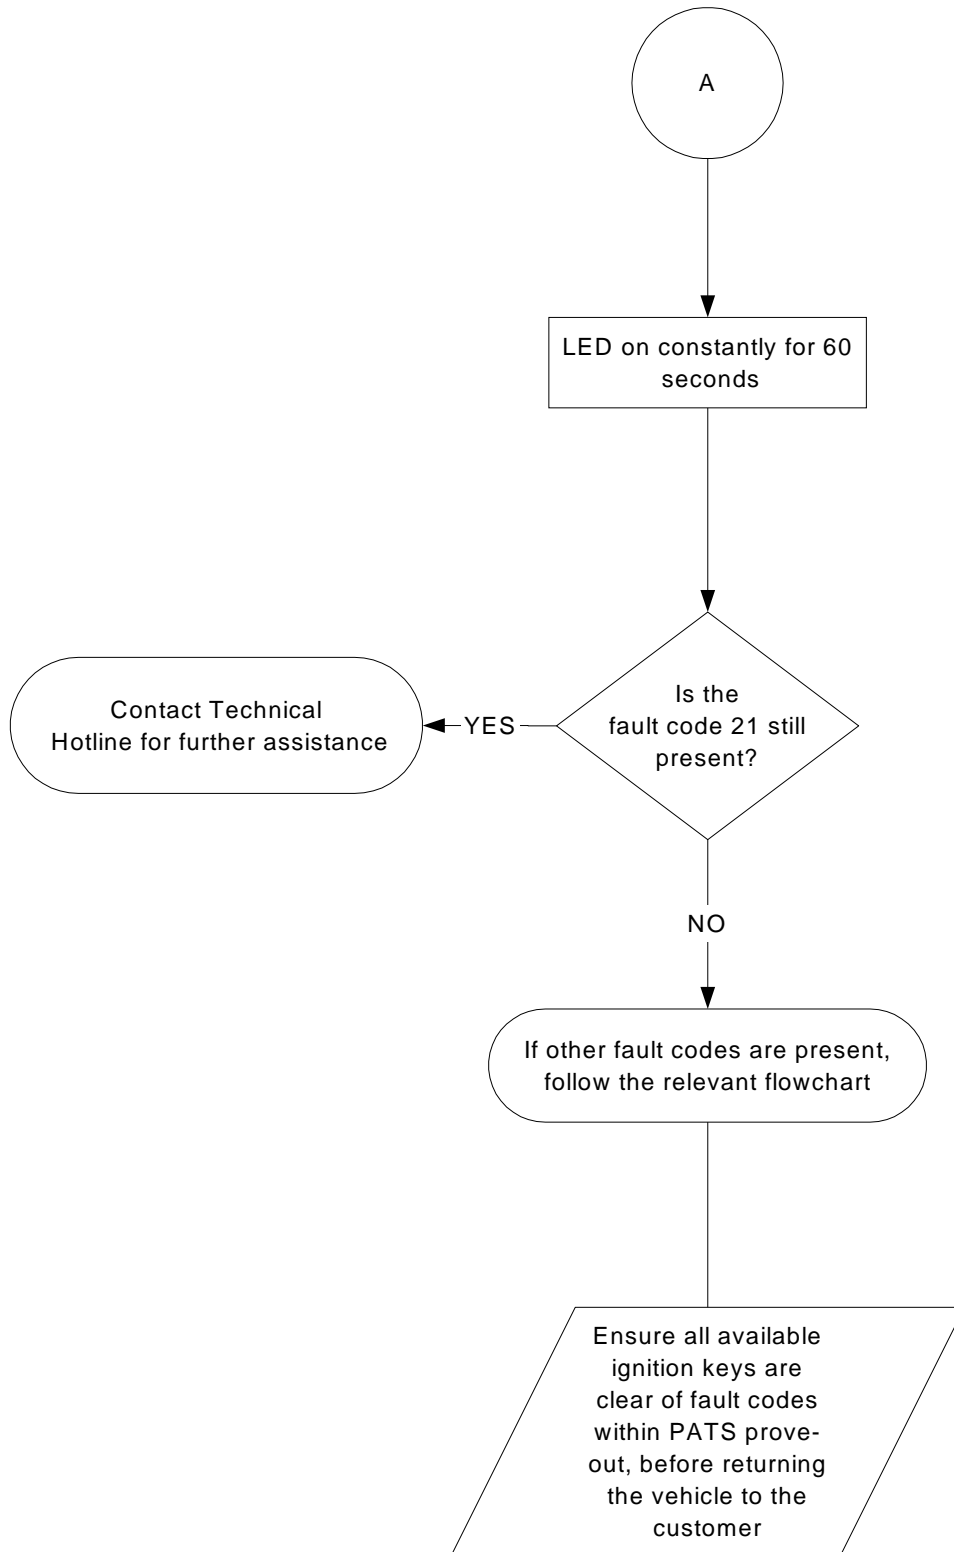 A
LED on constantly for 60
seconds
Is the
fault code 21 still
present?
YES
Contact Technical
Hotline for further assistance
NO
If other fault codes are present,
follow the relevant flowchart
Ensure all available
ignition keys are
clear of fault codes
within PATS prove-
out, before returning
the vehicle to the
customer